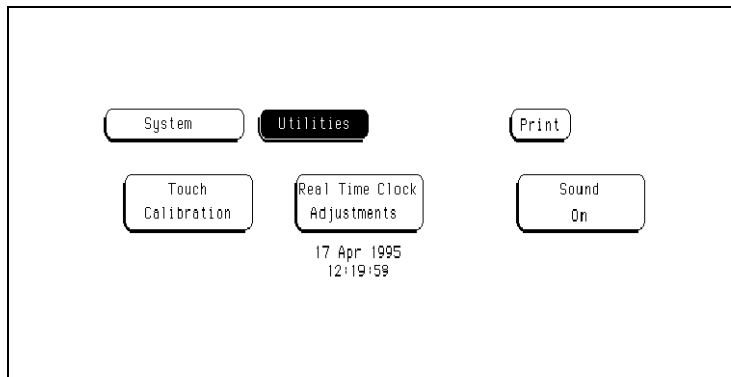 System Utilities Print
Touch Calibration
Real Time Clock Adjustments
Sound On
17 Apr 1995
12:19:59